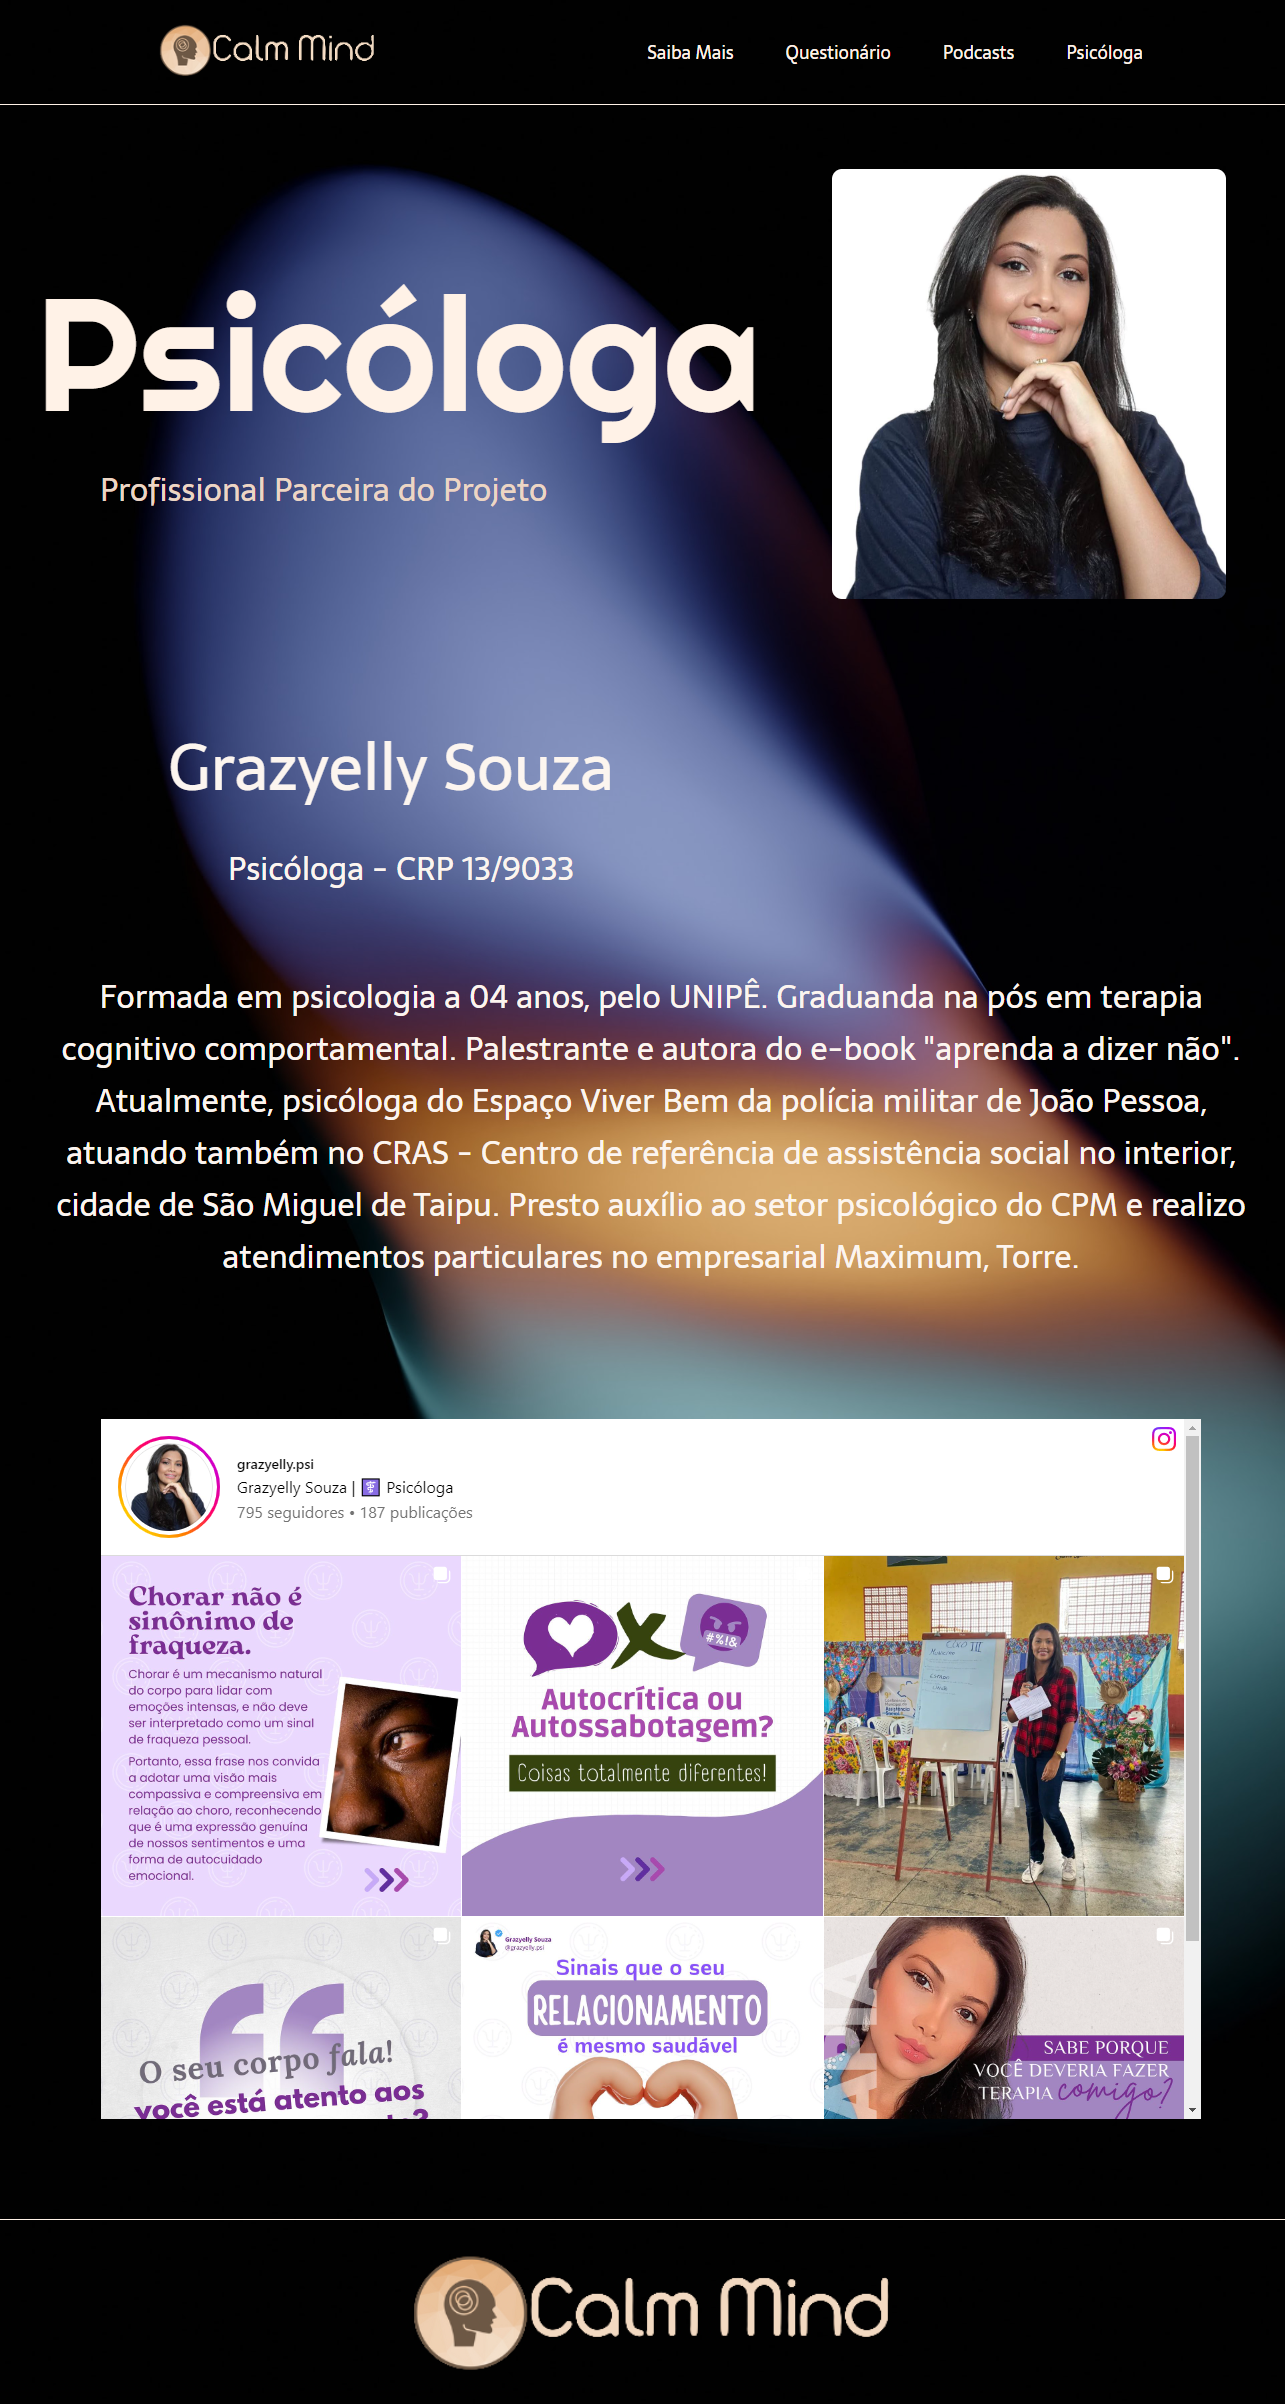 Calm Mind
Saiba Mais
Questionário
Podcasts
Psicóloga
Psicóloga
Profissional Parceira do Projeto
Grazyelly Souza
Psicóloga - CRP 13/9033
Formada em psicologia a 04 anos, pelo UNIPÊ. Graduanda na pós em terapia
cognitivo comportamental. Palestrante e autora do e-book "aprenda a dizer não".
Atualmente, psicóloga do Espaço Viver Bem da polícia militar de João Pessoa,
atuando também no CRAS - Centro de referência de assistência social no interior,
cidade de São Miguel de Taipu. Presto auxílio ao setor psicológico do CPM e realizo
atendimentos particulares no empresarial Maximum, Torre.
grazyelly.psi
Grazyelly Souza | Psicóloga
795 seguidores • 187 publicações
Chorar não é
sinônimo de
fraqueza.
Chorar é um mecanismo natural
do corpo para lidar com
emoções intensas, e não deve
ser interpretado como um sinal
de fraqueza pessoal.
Portanto, essa frase nos convida
a adotar uma visão mais
compassiva e compreensiva em
relação ao choro, reconhecendo
que é uma expressão genuína
de nossos sentimentos e uma
forma de autocuidado
emocional.
#%!&
Autocrítica ou
Autossabotagem?
Coisas totalmente diferentes!
O seu corpo fala!
você está atento aos
Grazyelly Souza
@grazyelly.psi
Sinais que o seu
RELACIONAMENTO
é mesmo saudável
SABE PORQUE
VOCÊ DEVERIA FAZER
TERAPIA comigo?
Calm Mind